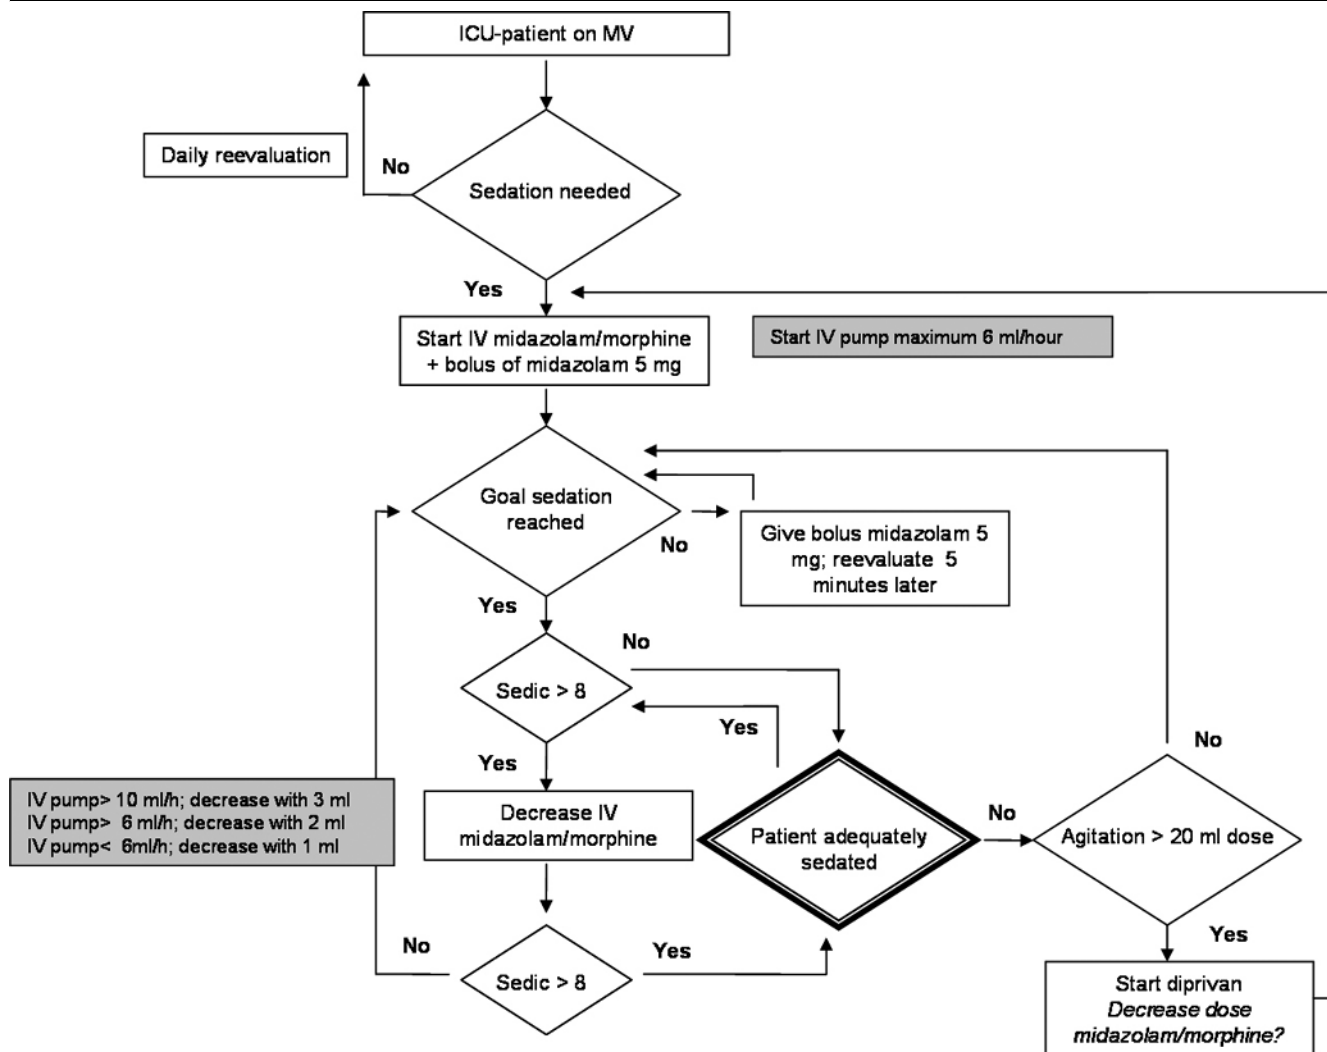 ICU-patient on MV
Daily reevaluation
No
Sedation needed
Yes
Start IV midazolam/morphine
+ bolus of midazolam 5 mg
Start IV pump maximum 6 ml/hour
Goal sedation
reached
No
Give bolus midazolam 5
mg; reevaluate 5
minutes later
Yes
No
Sedic > 8
Yes
Yes
No
IV pump> 10 ml/h; decrease with 3 ml
IV pump> 6 ml/h; decrease with 2 ml
IV pump< 6ml/h; decrease with 1 ml
Decrease IV
midazolam/morphine
Patient adequately
sedated
No
Agitation > 20 ml dose
No
Sedic > 8
Yes
Yes
Start diprivan
Decrease dose
midazolam/morphine?